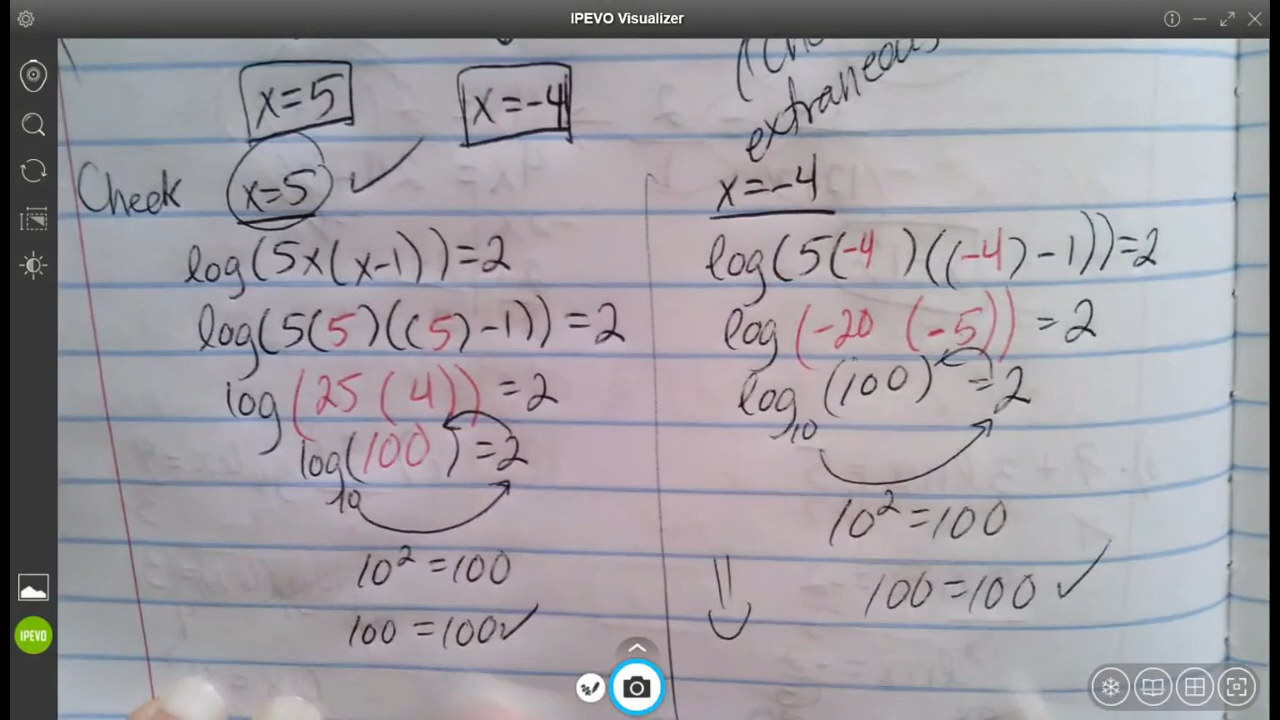 IPEVO Visualizer
extraneous
x=5
x=-4
Check x=5 ✓
log(5x(x-1))=2
log(5(5)((5)-1))=2
log(25(4))=2
log₁₀(100)=2
10²=100
100=100✓
x=-4
log(5(-4)((-4)-1))=2
log(-20(-5))=2
log₁₀(100)=2
10²=100
100=100✓
IPEVO